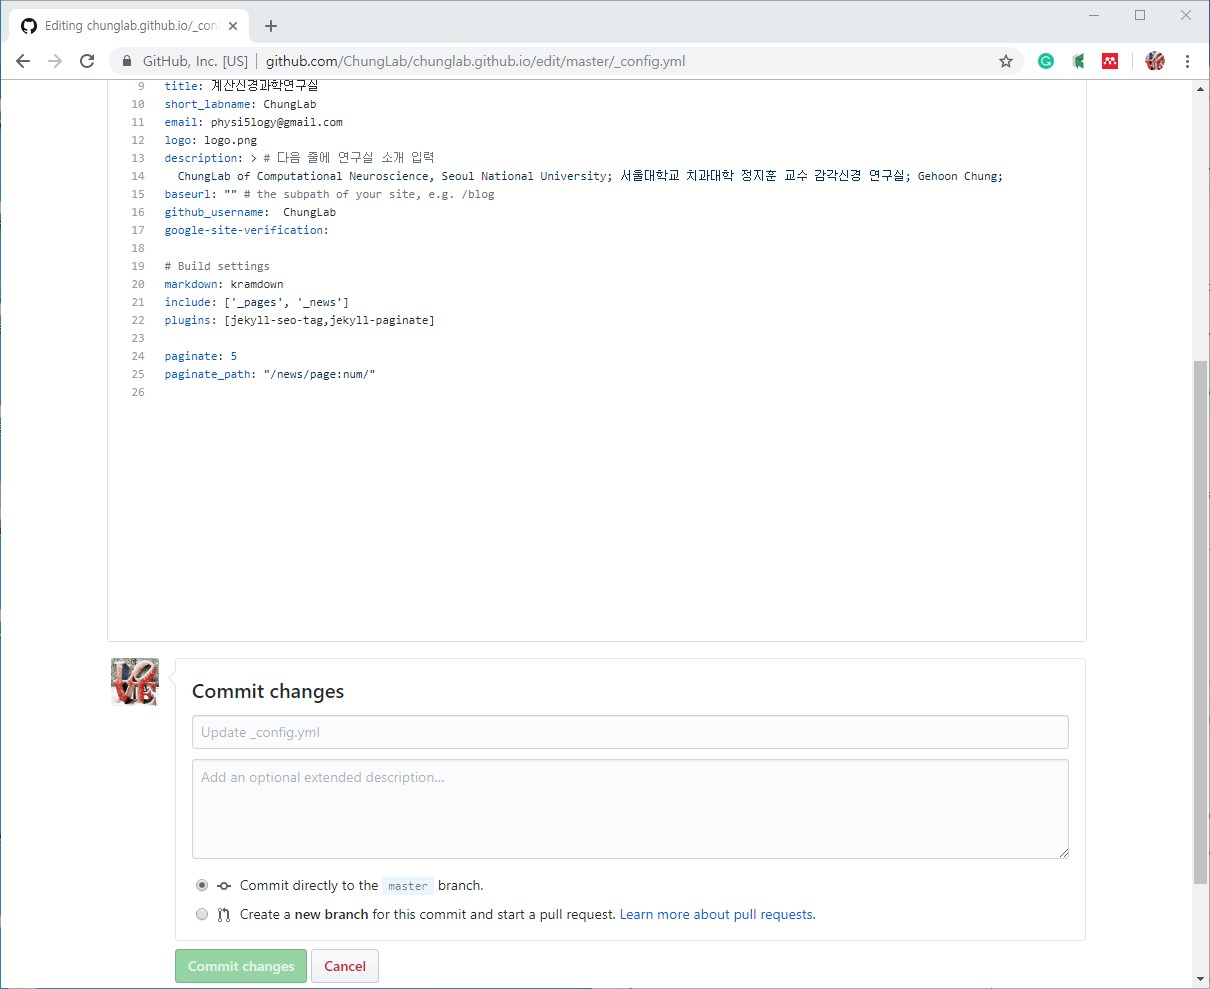 Editing chunglab.github.io/_con
GitHub, Inc. [US] | github.com/ChungLab/chunglab.github.io/edit/master/_config.yml
9 title: 계산신경과학연구실
10 short_labname: ChungLab
11 email: physi5logy@gmail.com
12 logo: logo.png
13 description: > # 다음 줄에 연구실 소개 입력
14 ChungLab of Computational Neuroscience, Seoul National University; 서울대학교 치과대학 정지훈 교수 감각신경 연구실; Gehoon Chung;
15 baseurl: "" # the subpath of your site, e.g. /blog
16 github_username:  ChungLab
17 google-site-verification:
18
19 # Build settings
20 markdown: kramdown
21 include: ['_pages', '_news']
22 plugins: [jekyll-seo-tag,jekyll-paginate]
23
24 paginate: 5
25 paginate_path: "/news/page:num/"
26
LOVE
Commit changes
Update _config.yml
Add an optional extended description...
Commit directly to the master branch.
Create a new branch for this commit and start a pull request. Learn more about pull requests.
Commit changes Cancel